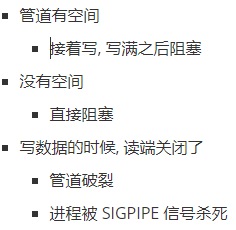 管道有空间
接着写, 写满之后阻塞
没有空间
直接阻塞
写数据的时候, 读端关闭了
管道破裂
进程被 SIGPIPE 信号杀死